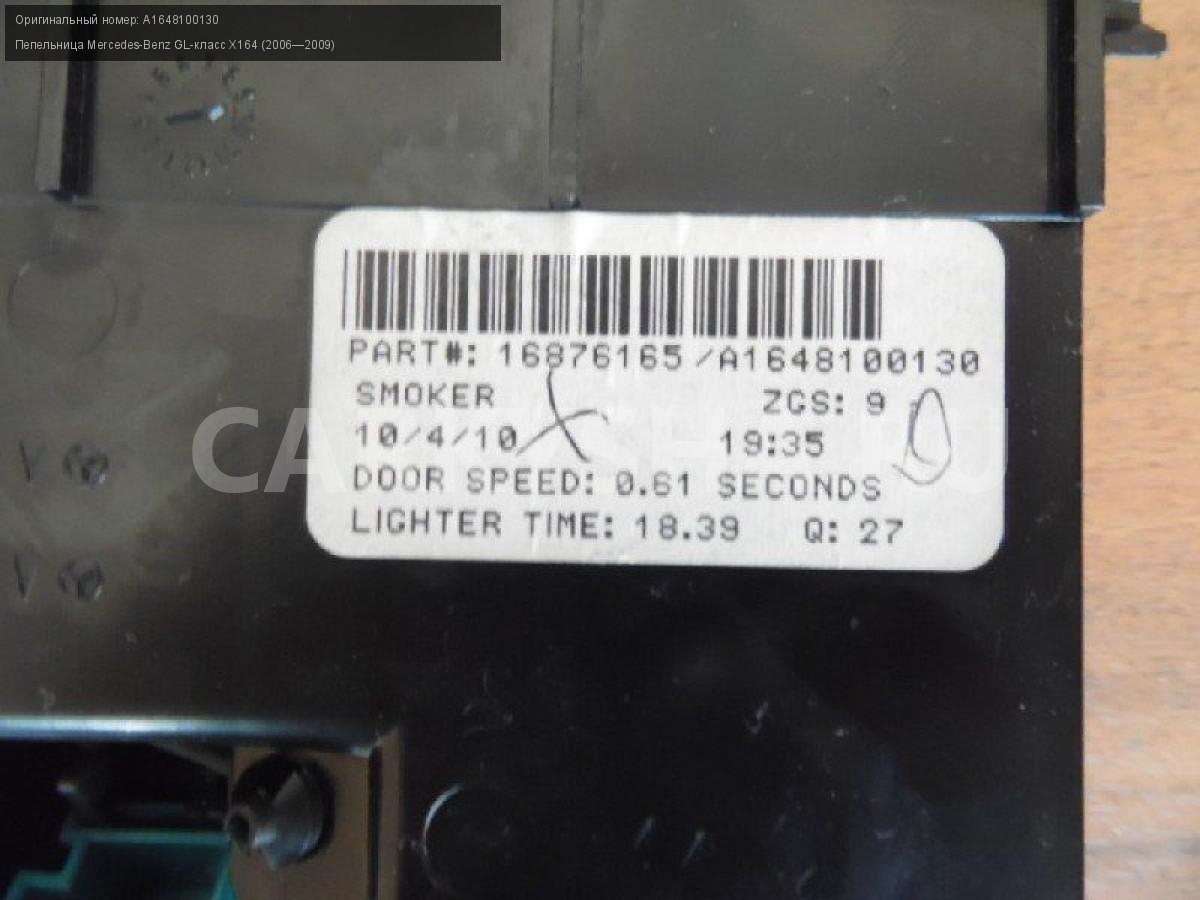 Оригинальный номер: A1648100130
Пепельница Mercedes-Benz GL-класс X164 (2006—2009)
PART#: 16876165/A1648100130
SMOKER ZGS: 9
10/4/10 19:35
DOOR SPEED: 0.61 SECONDS
LIGHTER TIME: 18.39 Q: 27